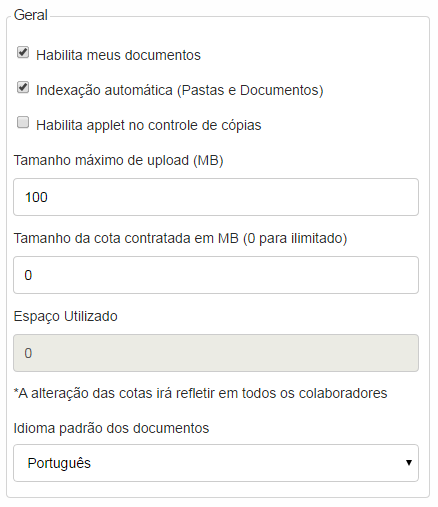 Geral
Habilita meus documentos
Indexação automática (Pastas e Documentos)
Habilita applet no controle de cópias
Tamanho máximo de upload (MB)
100
Tamanho da cota contratada em MB (0 para ilimitado)
0
Espaço Utilizado
0
*A alteração das cotas irá refletir em todos os colaboradores
Idioma padrão dos documentos
Português